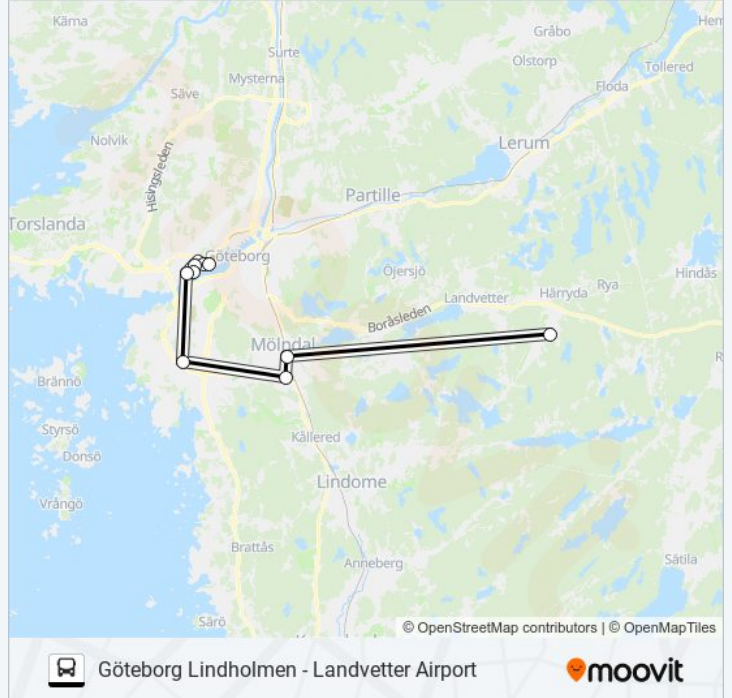 Kärna
Gråbo
Surte
Olstorp
Tollered
Mysterna
Floda
Säve
Nolvik
Lerum
Hisingsleden
Partille
Torslanda
Göteborg
Öjersjö
Hindås
Rya
Härryda
Landvetter
Boråsleden
Mölndal
Brännö
Styrsö
Källered
Donsö
Lindome
Vrångö
Brattås
Anneberg
Sätila
Särö
© OpenStreetMap contributors | © OpenMapTiles
Göteborg Lindholmen - Landvetter Airport
moovit